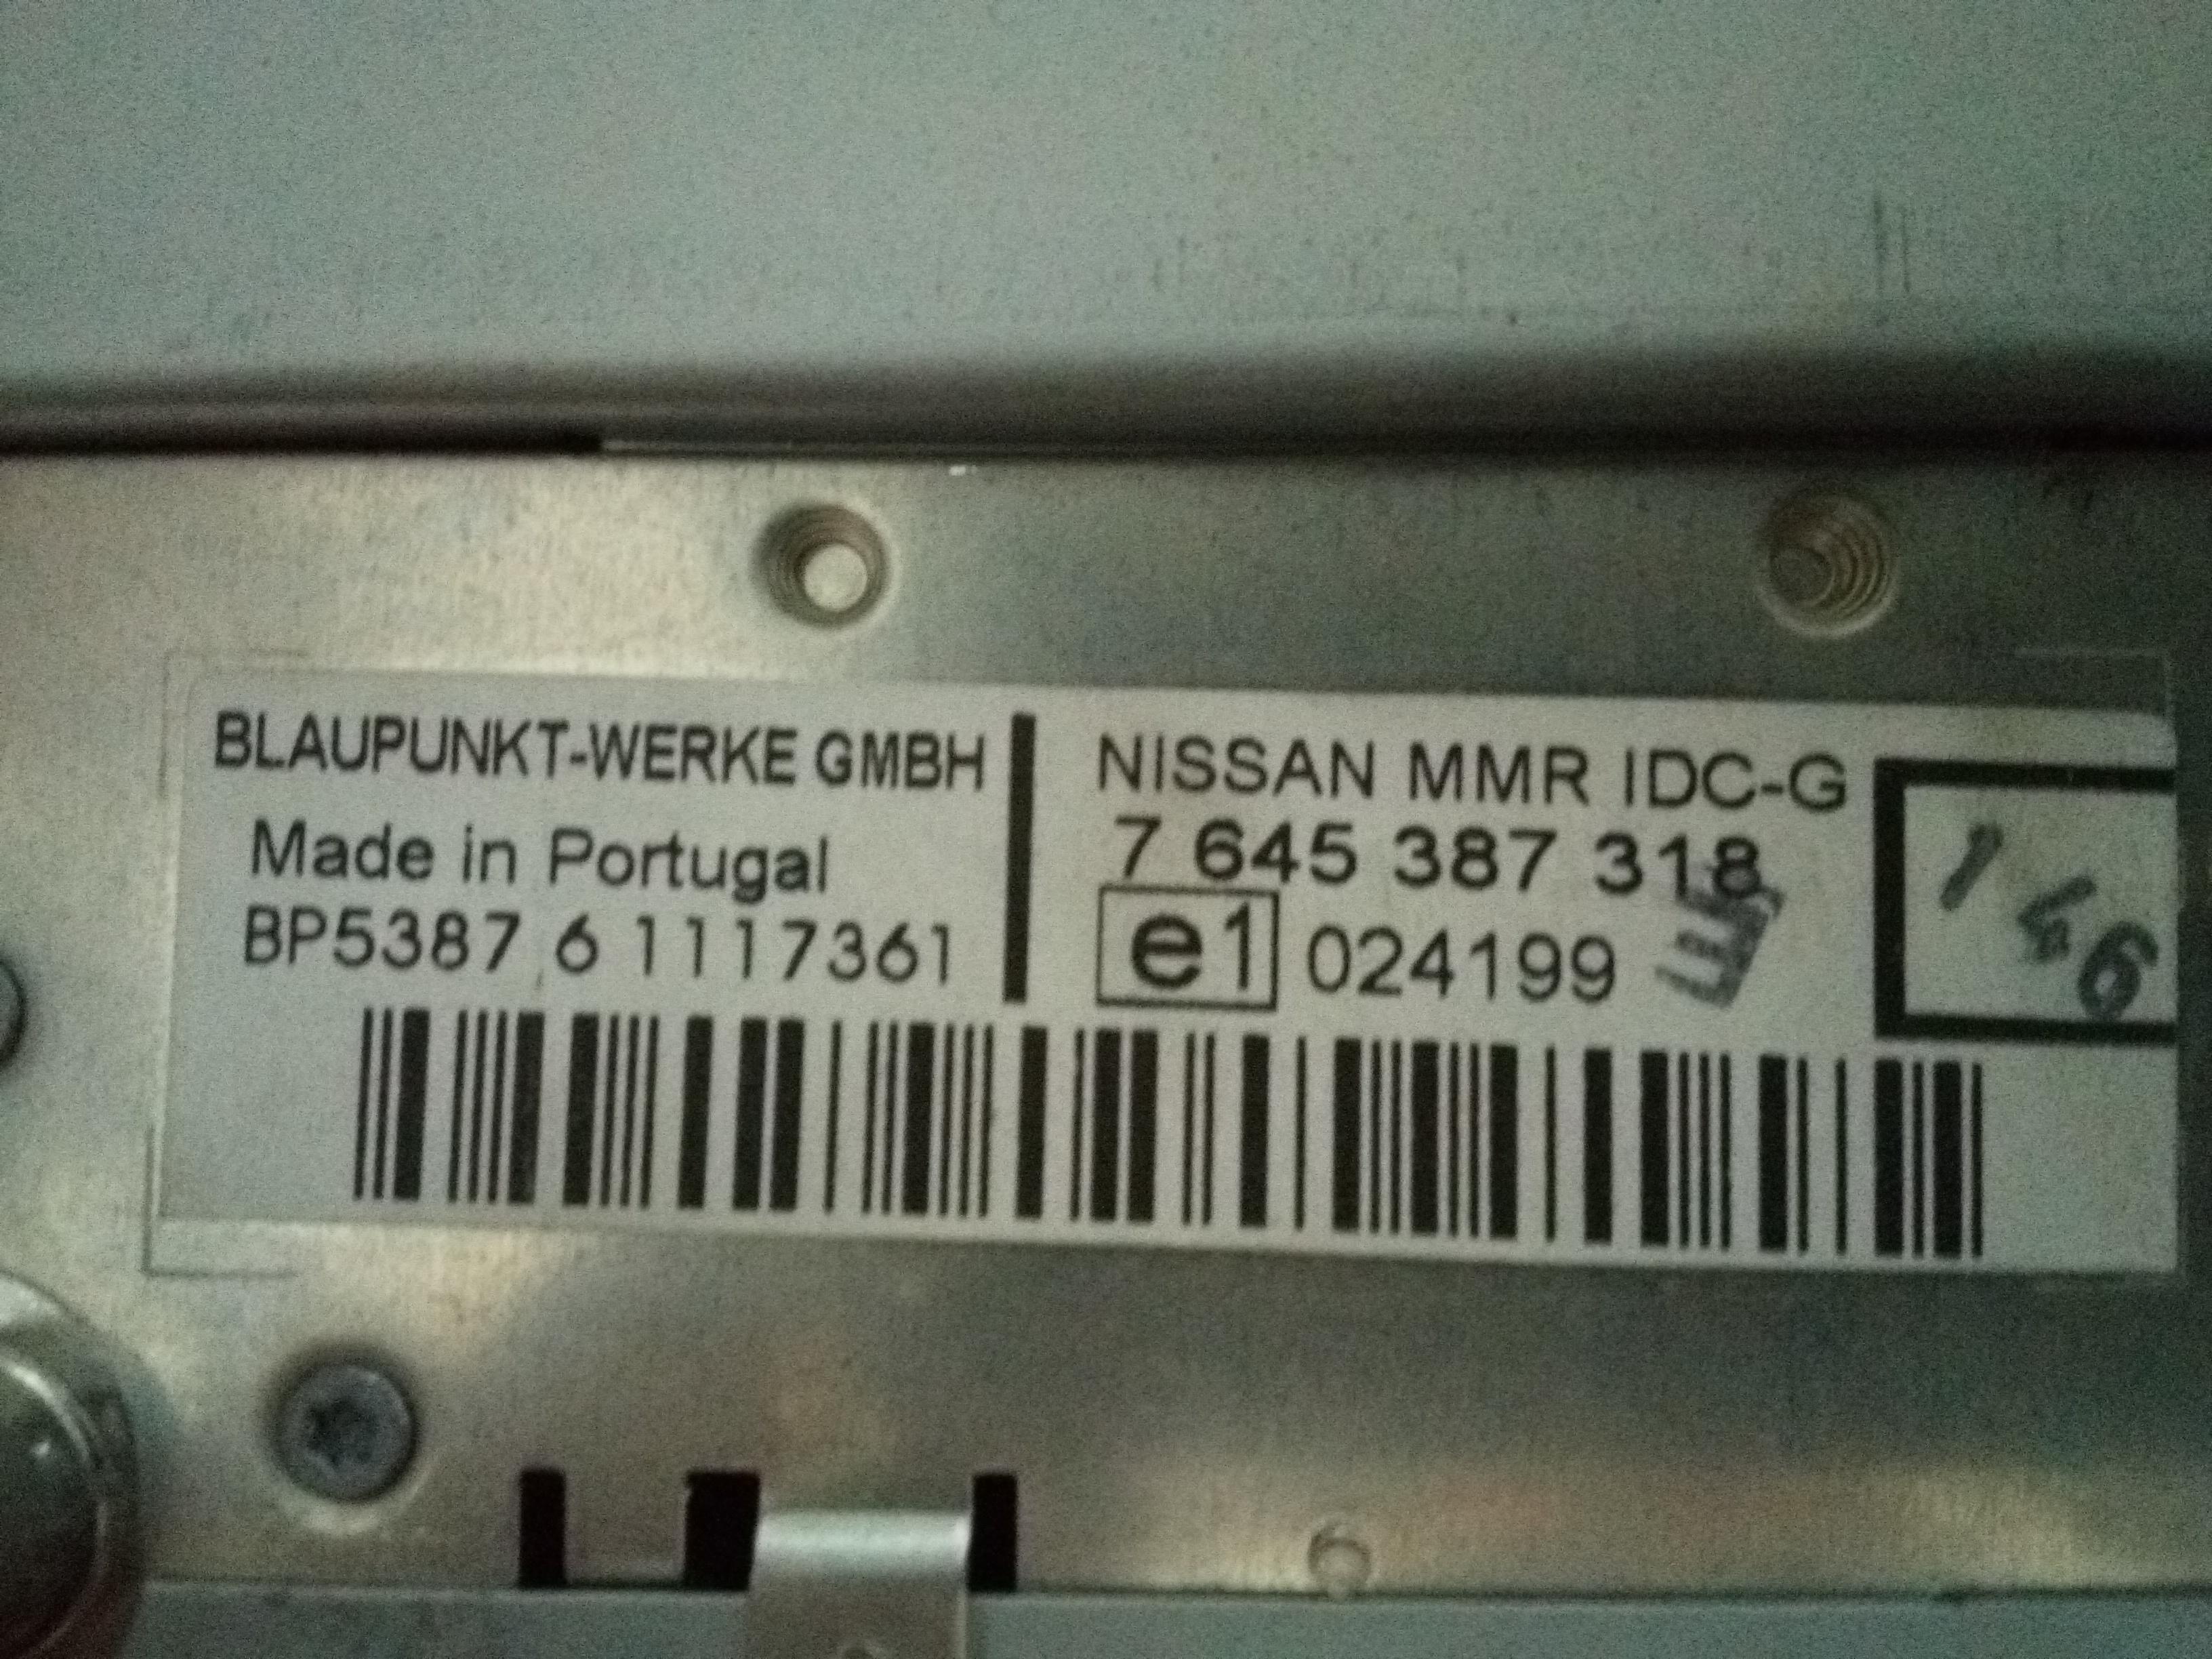 BLAUPUNKT-WERKE GMBH
Made in Portugal
BP5387 6 1117361
NISSAN MMR IDC-G
7 645 387 318
e1 024199
146